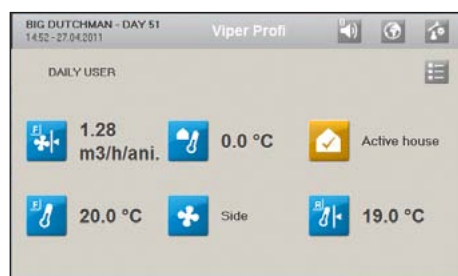 BIG DUTCHMAN - DAY 51
14:52 - 27.04.2011
Viper Profi
0
DAILY USER
F
1.28
m3/h/ani.
0.0 °C
Active house
F
20.0 °C
Side
R
19.0 °C